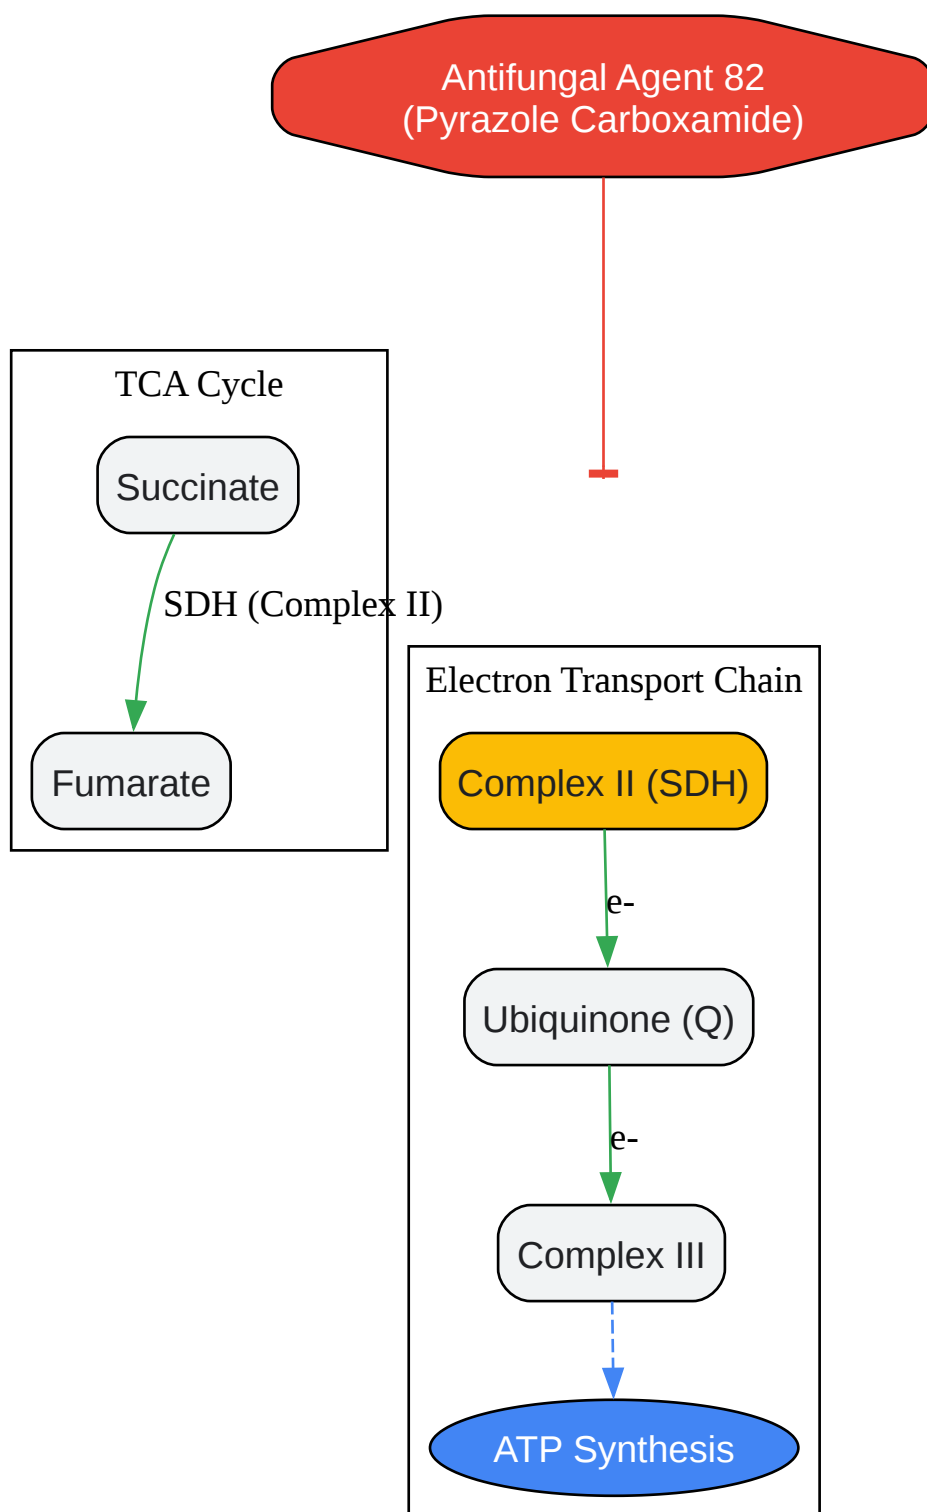 Antifungal Agent 82
(Pyrazole Carboxamide)
TCA Cycle
Succinate
SDH (Complex II)
Fumarate
Electron Transport Chain
Complex II (SDH)
e-
Ubiquinone (Q)
e-
Complex III
ATP Synthesis